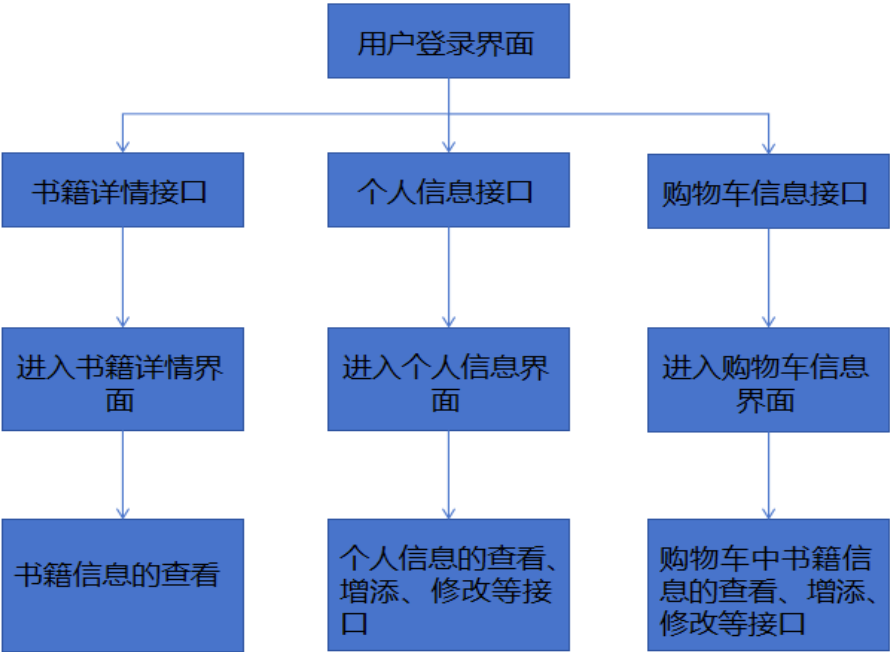 用户登录界面
书籍详情接口
个人信息接口
购物车信息接口
进入书籍详情界
面
进入个人信息界
面
进入购物车信息
界面
书籍信息的查看
个人信息的查看、
增添、修改等接
口
购物车中书籍信
息的查看、增添、
修改等接口